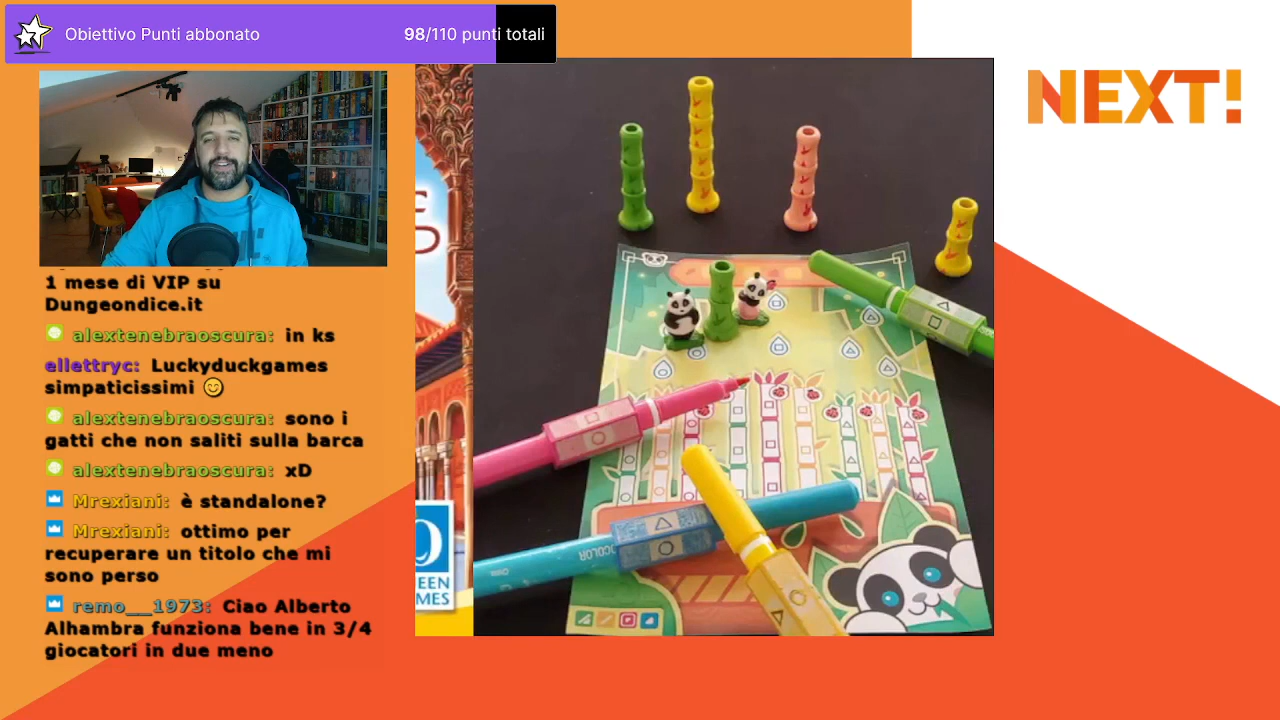 Obiettivo Punti abbonato
98/110 punti totali
NEXT!
1 mese di VIP su
Dungeondice.it
alextenebraoscura: in ks
ellettryc: Luckyduckgames
simpaticissimi 😊
alextenebraoscura: sono i
gatti che non saliti sulla barca
alextenebraoscura: xD
Mrexiani: è standalone?
Mrexiani: ottimo per
recuperare un titolo che mi
sono perso
remo__1973: Ciao Alberto
Alhambra funziona bene in 3/4
giocatori in due meno
EEN
MES